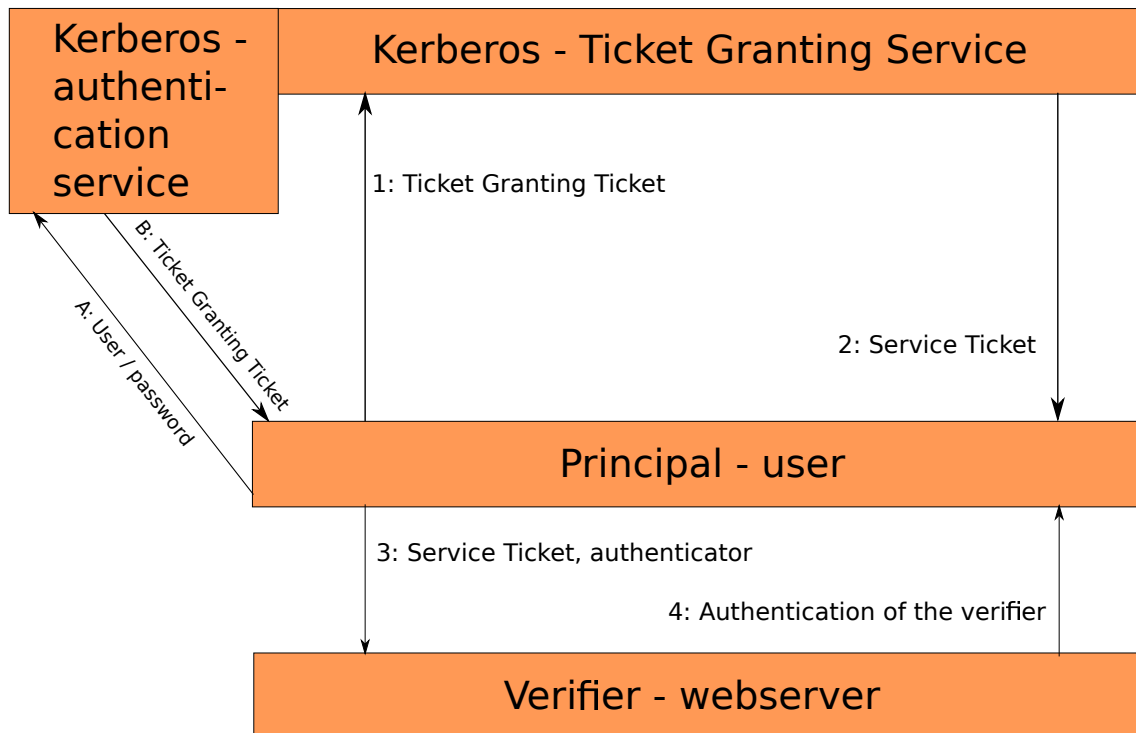 Kerberos -
authenti-
cation
service
Kerberos - Ticket Granting Service
1: Ticket Granting Ticket
B: Ticket Granting Ticket
A: User / password
2: Service Ticket
Principal - user
3: Service Ticket, authenticator
4: Authentication of the verifier
Verifier - webserver